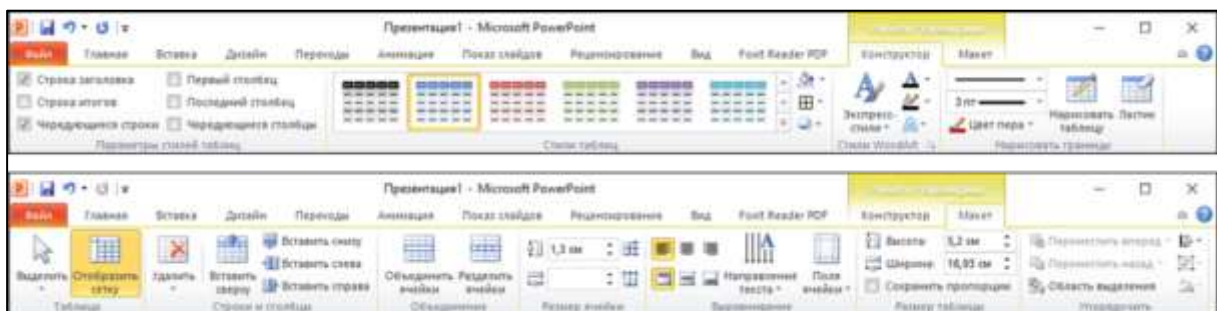 Презентация1 - Microsoft PowerPoint
Файл Главная Вставка Дизайн Переходы Анимация Показ слайдов Рецензирование Вид Foxit Reader PDF Конструктор Макет
Строка заголовка Первый столбец
Строка итогов Последний столбец
Чередующиеся строки Чередующиеся столбцы
Экспресс-стили
3 пт
Цвет пера
Нарисовать таблицу Ластик
Параметры стилей таблиц Стили таблиц Стили WordArt Нарисовать границы
Презентация1 - Microsoft PowerPoint
Файл Главная Вставка Дизайн Переходы Анимация Показ слайдов Рецензирование Вид Foxit Reader PDF Конструктор Макет
Выделить Отобразить сетку Удалить Вставить сверху
Вставить снизу
Вставить слева
Вставить справа
Объединить ячейки Разделить ячейки
1,3 см
Направление текста Поля ячейки
Высота: 5,2 см
Ширина: 16,93 см
Сохранить пропорции
Переместить вперед
Переместить назад
Область выделения
Таблица Строки и столбцы Объединение Размер ячейки Выравнивание Размер таблицы Упорядочить